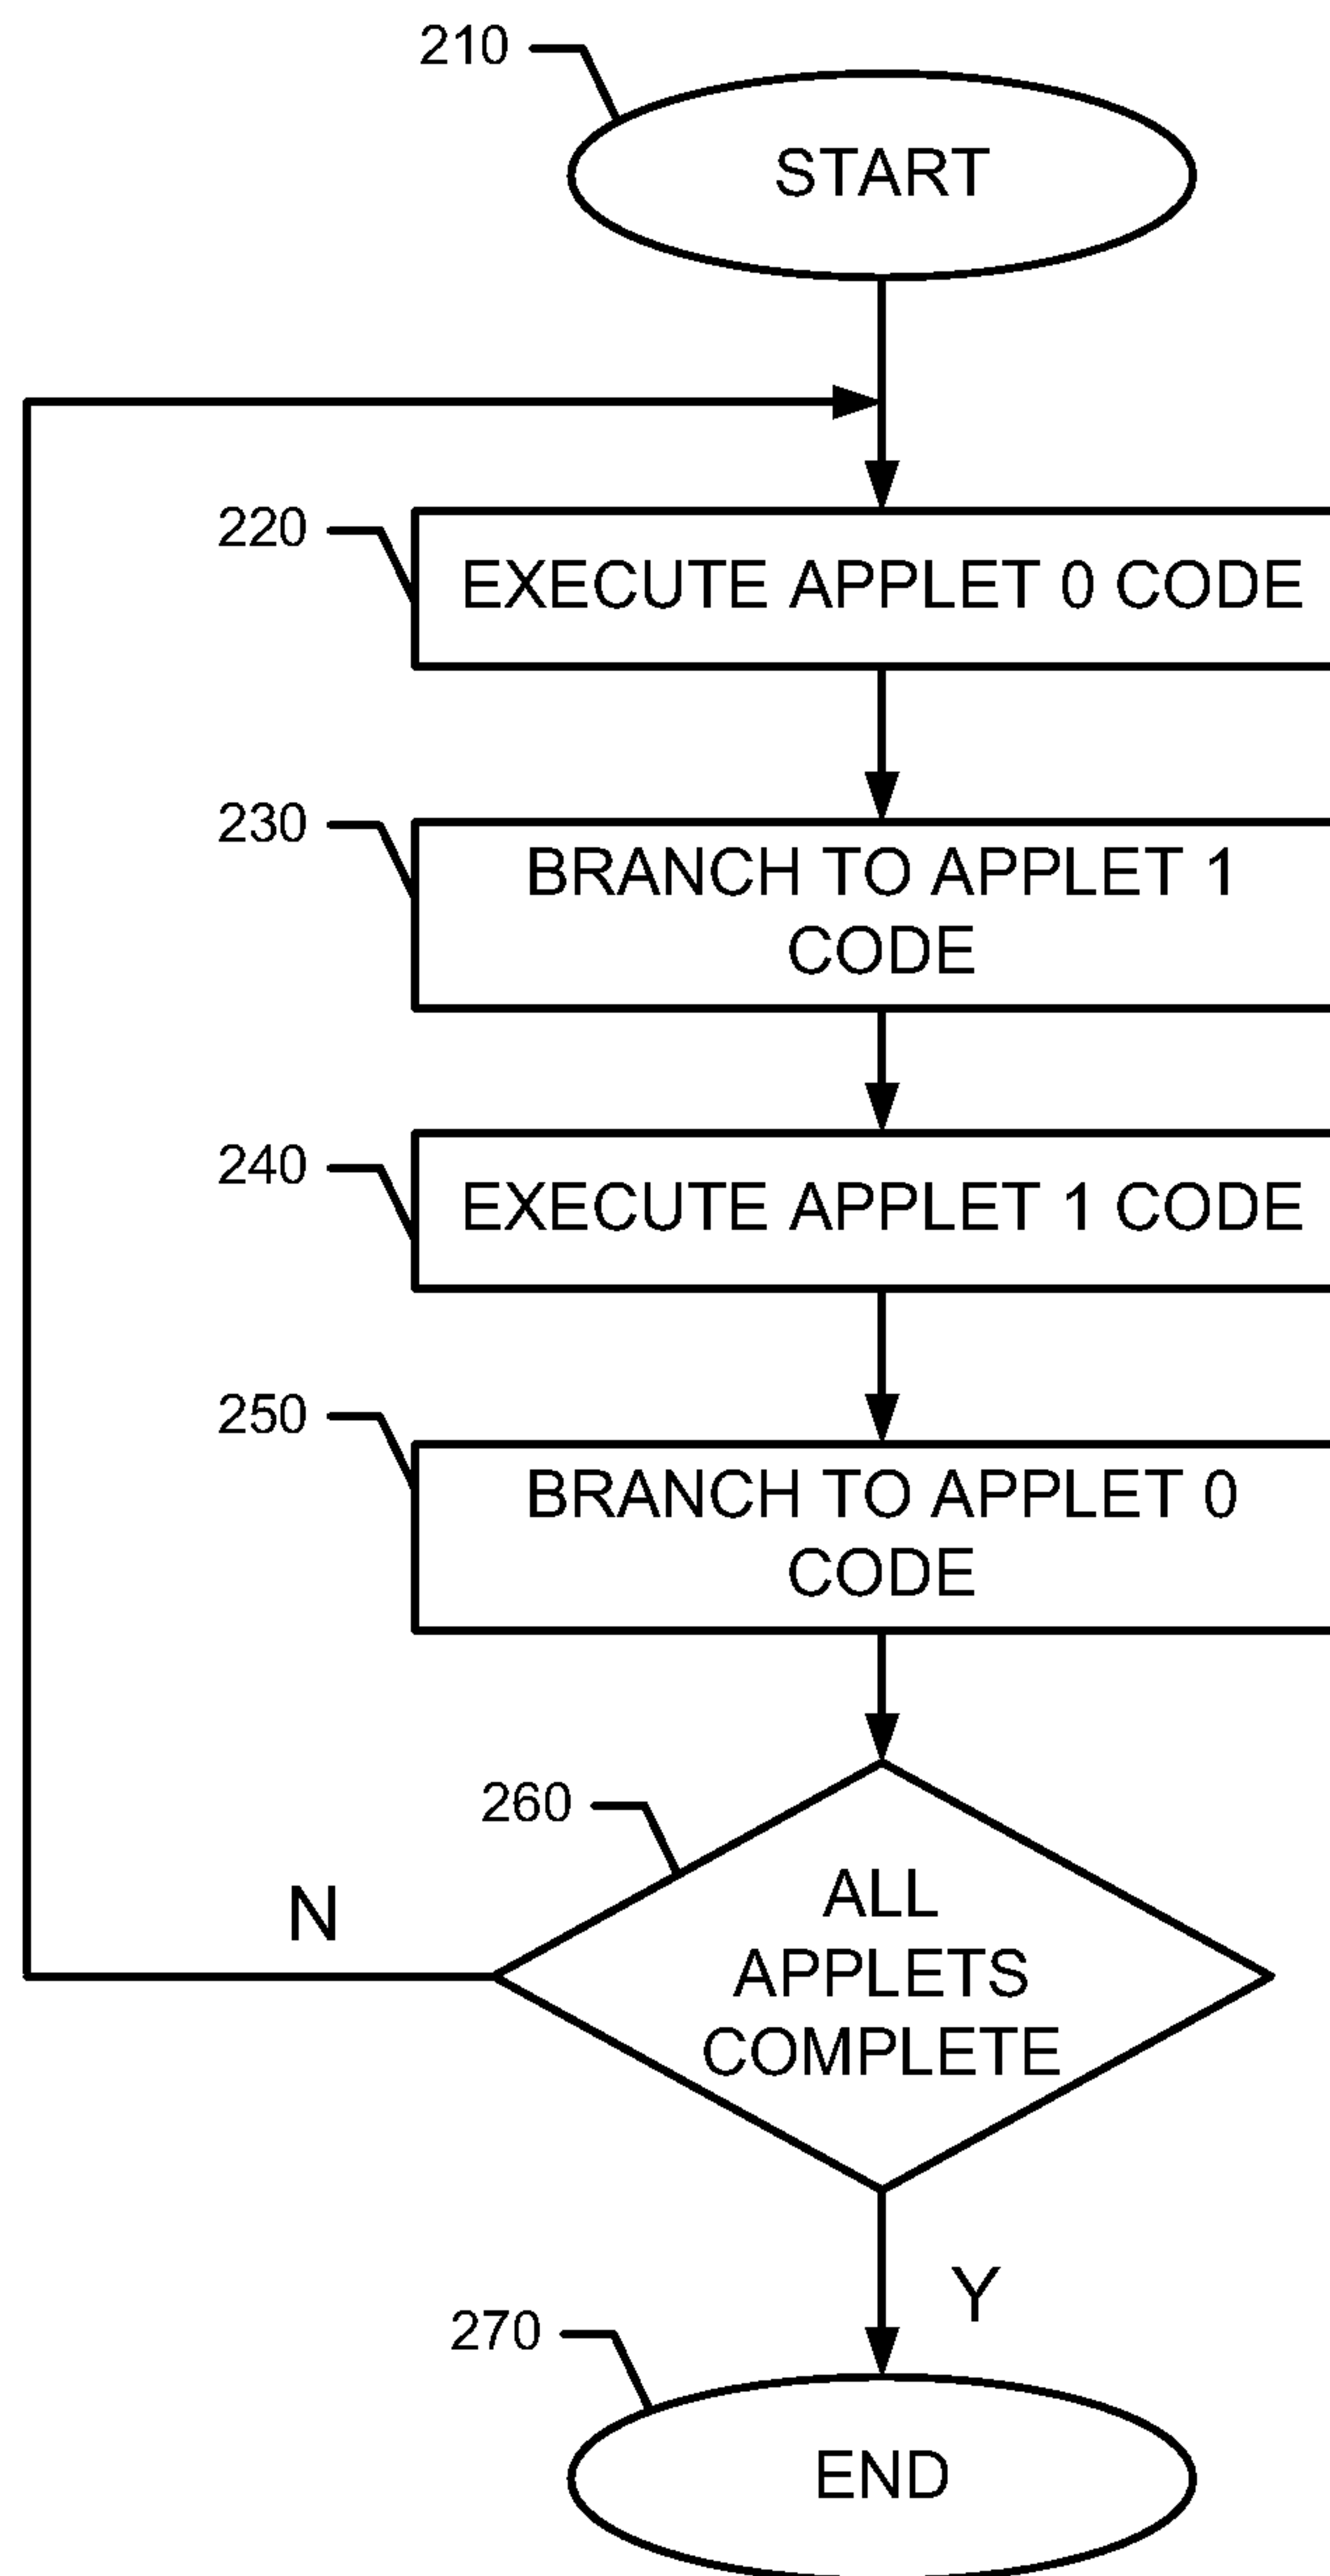 210
START
220
EXECUTE APPLET 0 CODE
230
BRANCH TO APPLET 1
CODE
240
EXECUTE APPLET 1 CODE
250
BRANCH TO APPLET 0
CODE
260
ALL
APPLETS
COMPLETE
N
Y
270
END